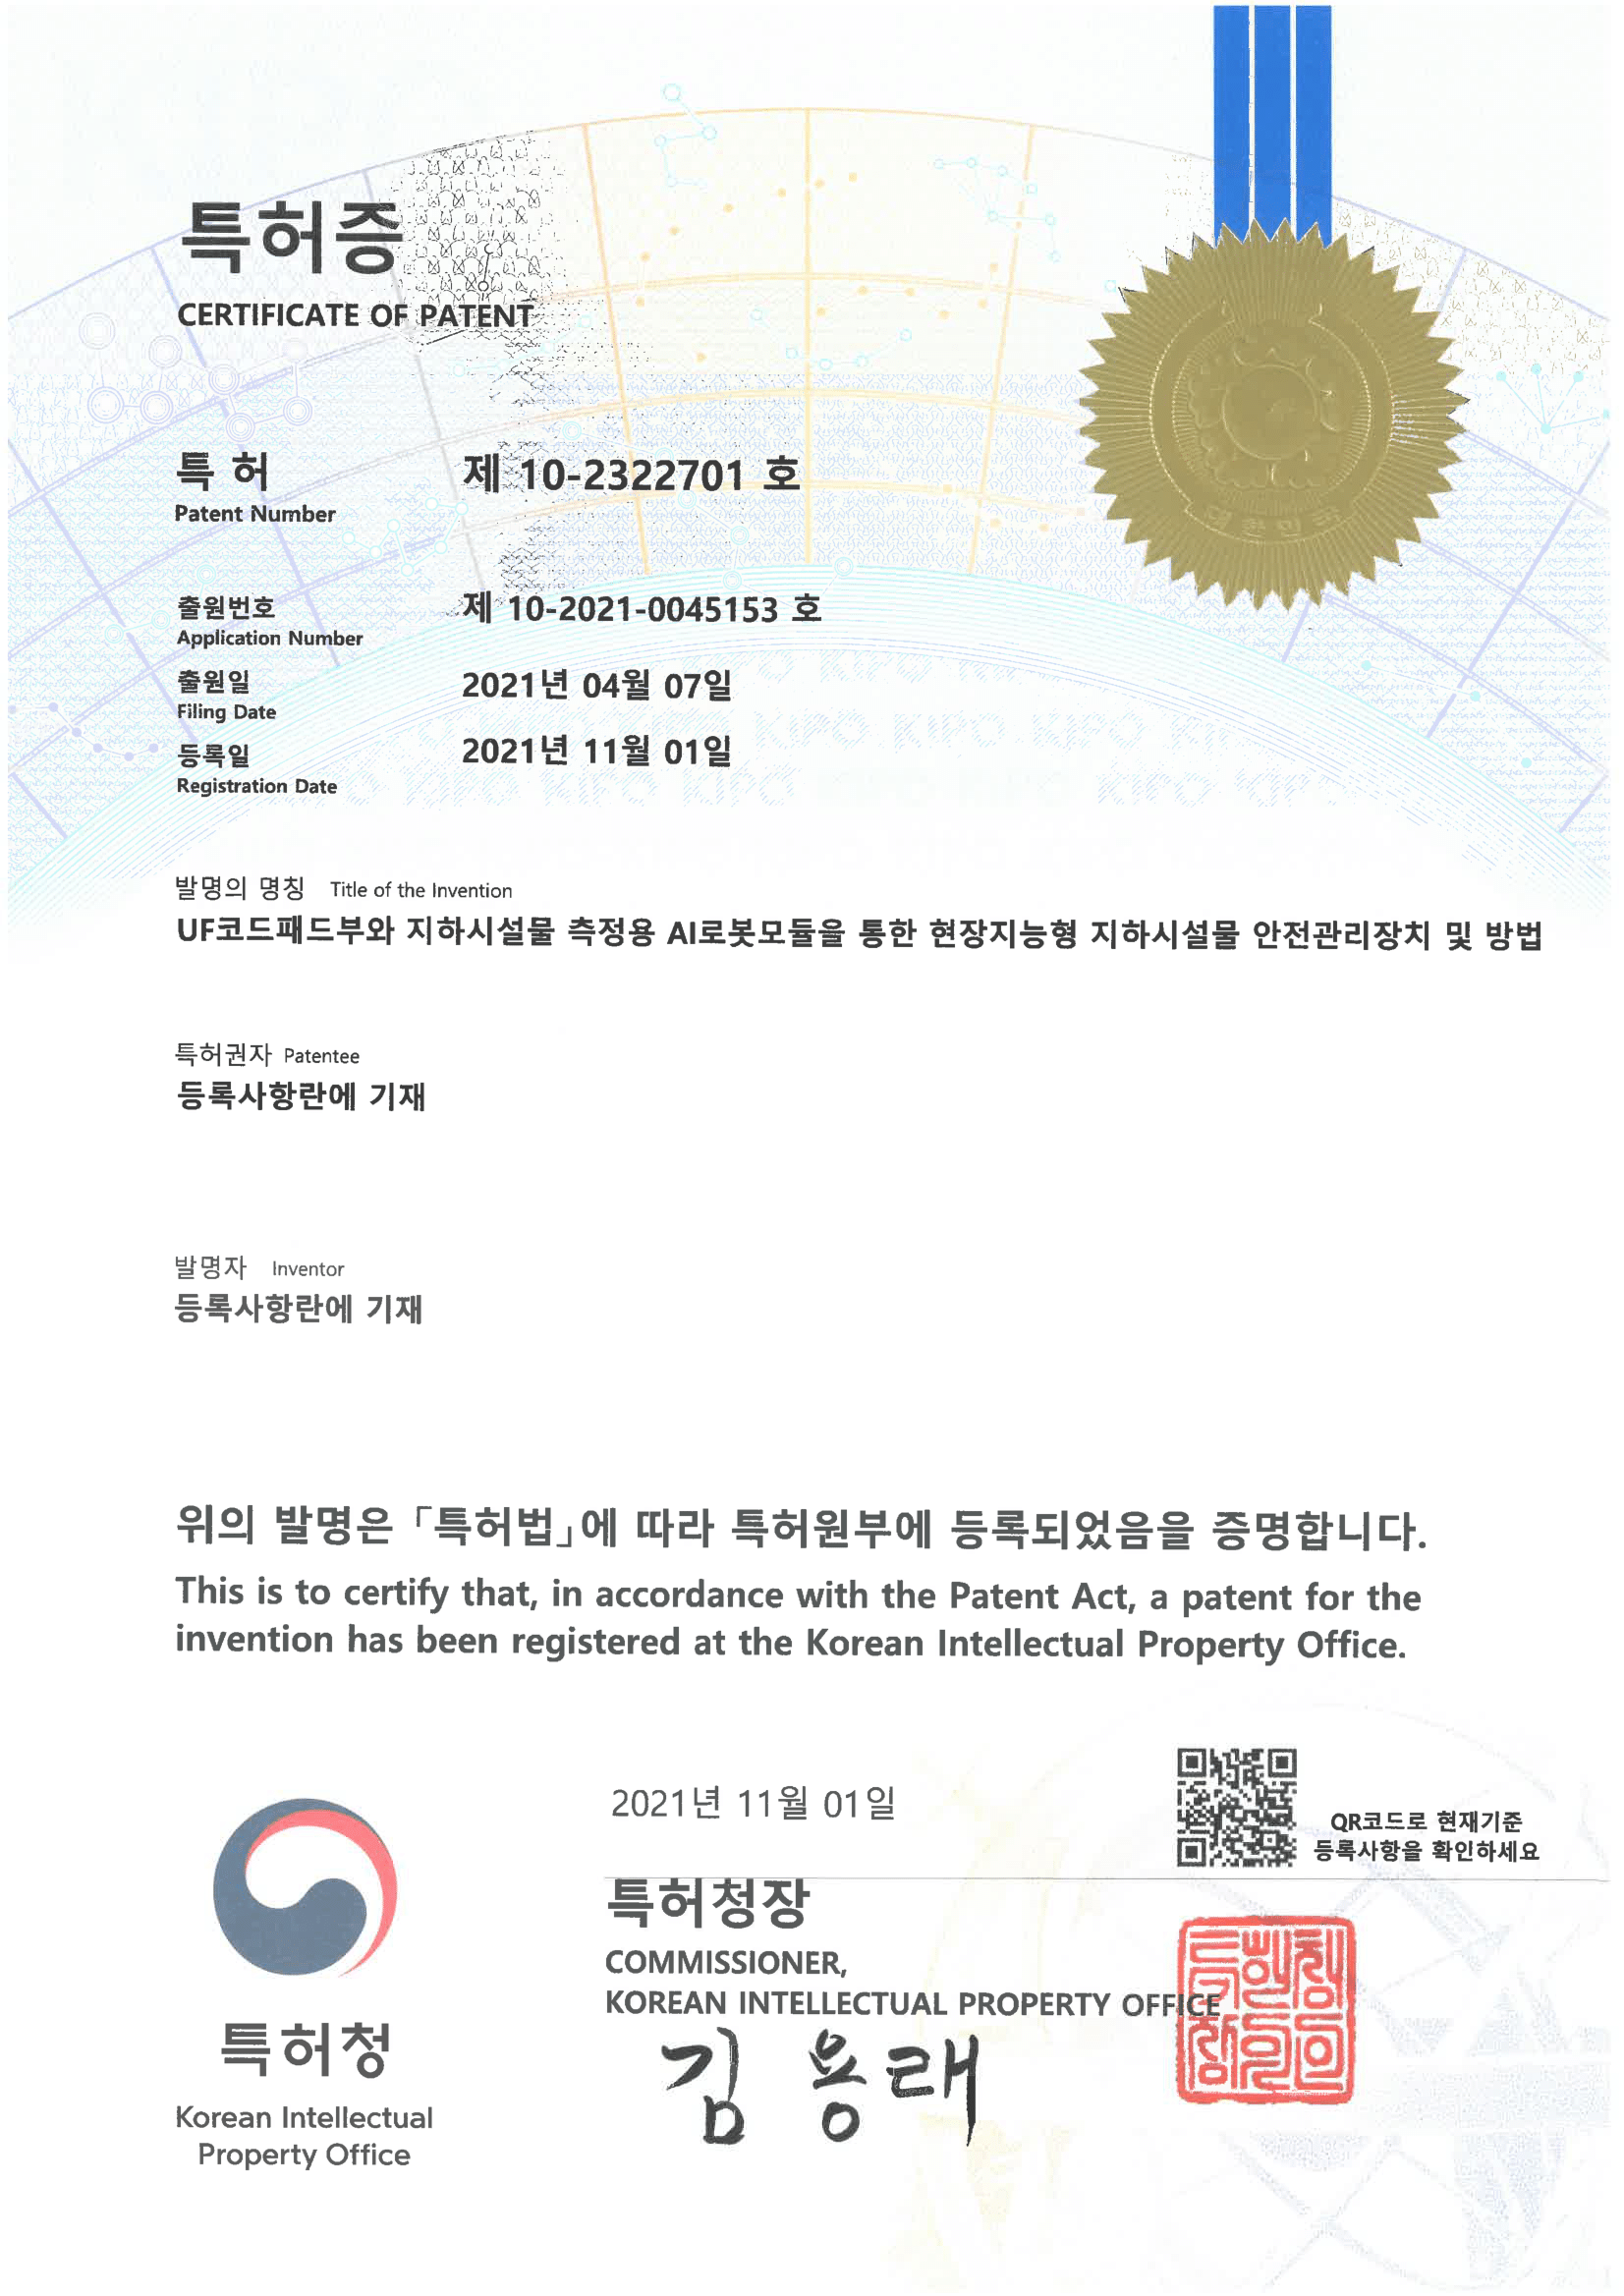 특허증
CERTIFICATE OF PATENT
특 허
Patent Number
제 10-2322701 호
출원번호
Application Number
제 10-2021-0045153 호
출원일
Filing Date
2021년 04월 07일
등록일
Registration Date
2021년 11월 01일
발명의 명칭 Title of the Invention
UF코드패드부와 지하시설물 측정용 AI로봇모듈을 통한 현장지능형 지하시설물 안전관리장치 및 방법
특허권자 Patentee
등록사항란에 기재
발명자 Inventor
등록사항란에 기재
위의 발명은 「특허법」에 따라 특허원부에 등록되었음을 증명합니다.
This is to certify that, in accordance with the Patent Act, a patent for the
invention has been registered at the Korean Intellectual Property Office.
2021년 11월 01일
QR코드로 현재기준
등록사항을 확인하세요
특허청장
COMMISSIONER,
KOREAN INTELLECTUAL PROPERTY OFFICE
김용래
특허청
Korean Intellectual
Property Office
대한민국
KIPO KIPO KIPO KIPO